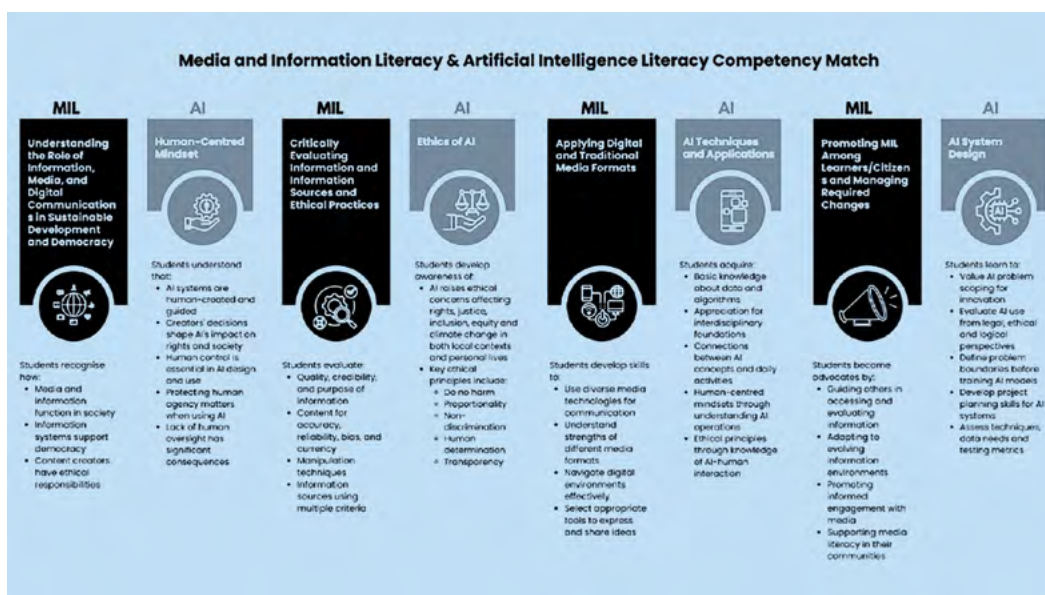 Media and Information Literacy & Artificial Intelligence Literacy Competency Match
MIL
Understanding
the Role of
Information,
Media, and
Digital
Communication
s in Sustainable
Development
and Democracy
Students recognise
how:
• Media and
information
function in society
• Information
systems support
democracy
• Content creators
have ethical
responsibilities
AI
Human-Centred
Mindset
Students understand
that:
• AI systems are
human-created and
guided
• Creators' decisions
shape AI's impact on
rights and society
• Human control is
essential in AI design
and use
• Protecting human
agency matters
when using AI
• Lack of human
oversight has
significant
consequences
MIL
Critically
Evaluating
Information and
Information
Sources and
Ethical Practices
Students evaluate:
• Quality, credibility,
and purpose of
information
• Content for
accuracy,
reliability, bias, and
currency
• Manipulation
techniques
• Information
sources using
multiple criteria
AI
Ethics of AI
Students develop
awareness of:
• AI raises ethical
concerns affecting
rights, justice,
inclusion, equity and
climate change in
both local contexts
and personal lives
• Key ethical
principles include:
○ Do no harm
○ Proportionality
○ Non-
discrimination
○ Human
determination
○ Transparency
MIL
Applying Digital
and Traditional
Media Formats
Students develop skills
to:
• Use diverse media
technologies for
communication
• Understand
strengths of
different media
formats
• Navigate digital
environments
effectively
• Select appropriate
tools to express
and share ideas
AI
AI Techniques
and Applications
Students acquire:
• Basic knowledge
about data and
algorithms
• Appreciation for
interdisciplinary
foundations
• Connections
between AI
concepts and daily
activities
• Human-centred
mindsets through
understanding AI
operations
• Ethical principles
through knowledge
of AI-human
interaction
MIL
Promoting MIL
Among
Learners/Citizen
s and Managing
Required
Changes
Students become
advocates by:
• Guiding others in
accessing and
evaluating
information
• Adapting to
evolving
information
environments
• Promoting
informed
engagement with
media
• Supporting media
literacy in their
communities
AI
AI System
Design
AI
Students learn to:
• Value AI problem
scoping for
innovation
• Evaluate AI use
from legal, ethical
and logical
perspectives
• Define problem
boundaries before
training AI models
• Develop project
planning skills for AI
systems
• Assess techniques,
data needs and
testing metrics